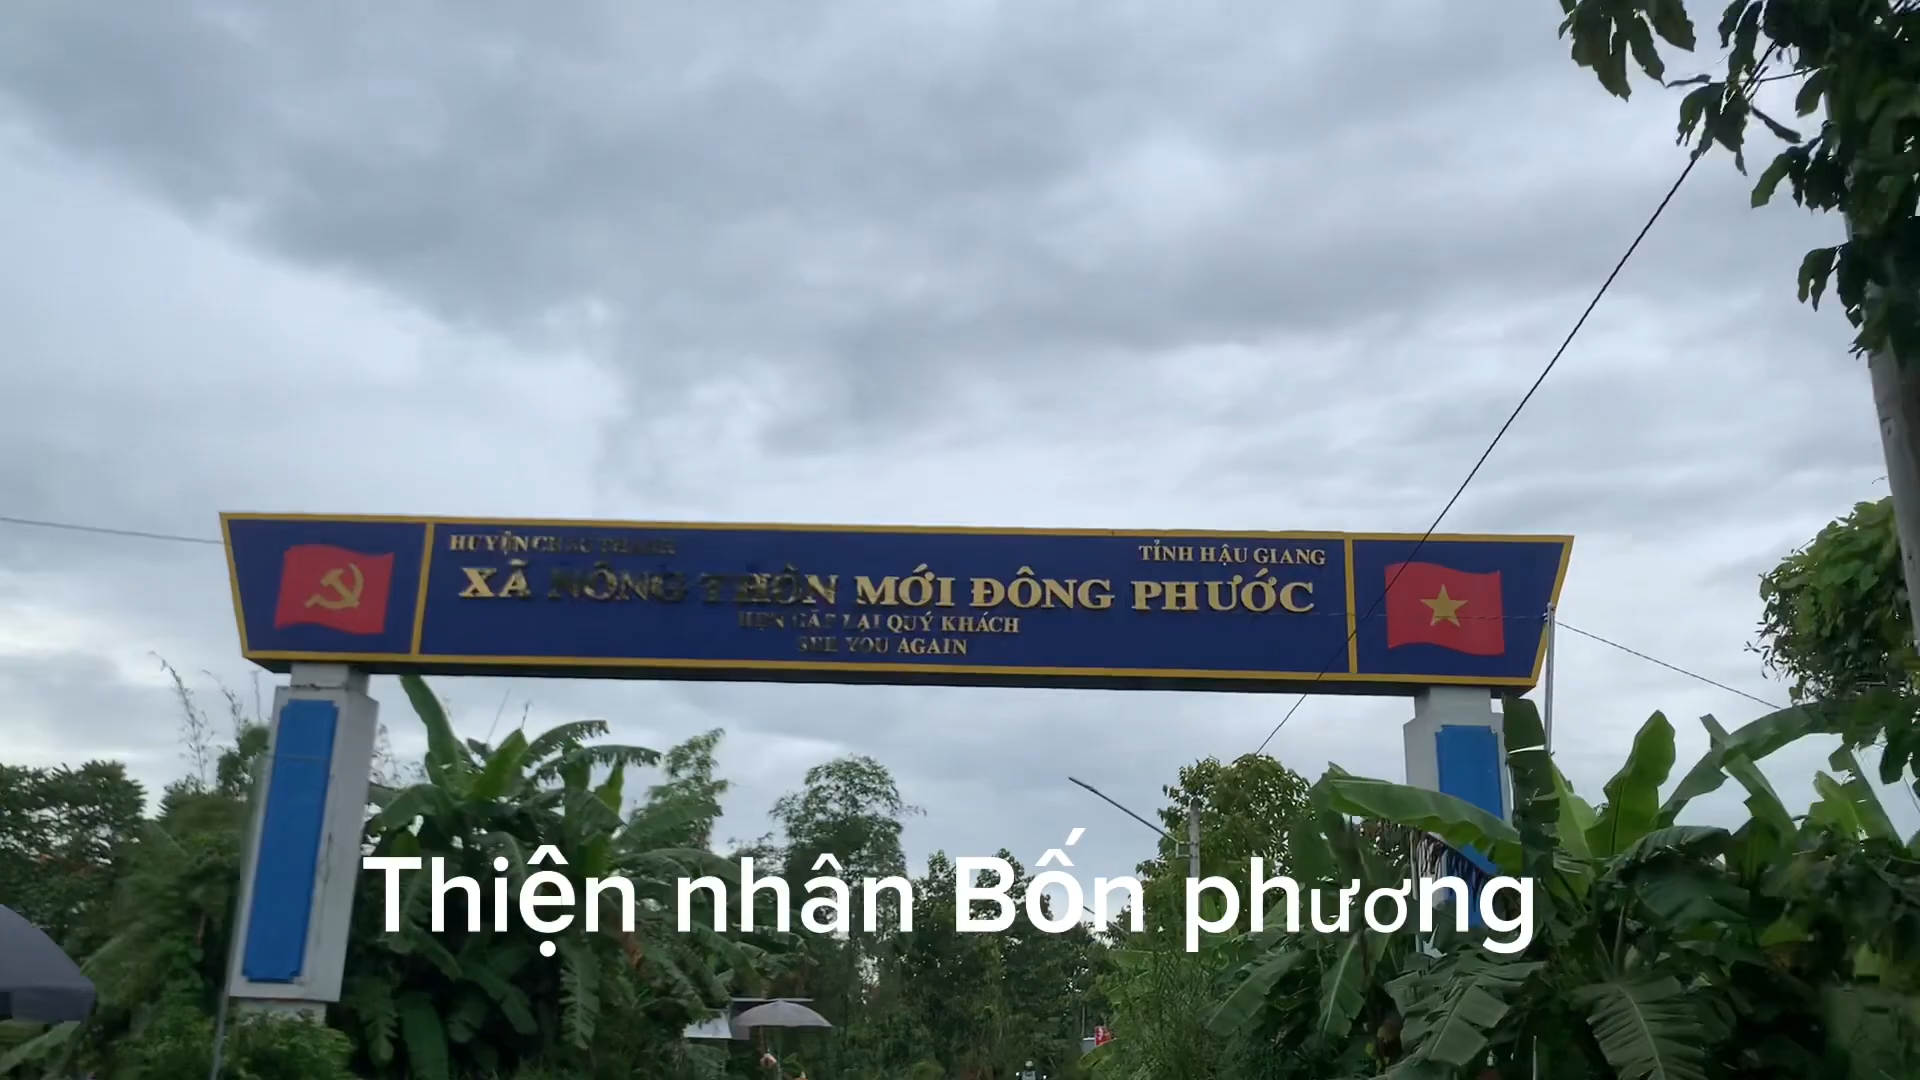 HUYỆN CHÂU THÀNH
TỈNH HẬU GIANG
XÃ NÔNG THÔN MỚI ĐÔNG PHƯỚC
HẸN GẶP LẠI QUÝ KHÁCH
SEE YOU AGAIN
Thiện nhân Bốn phương